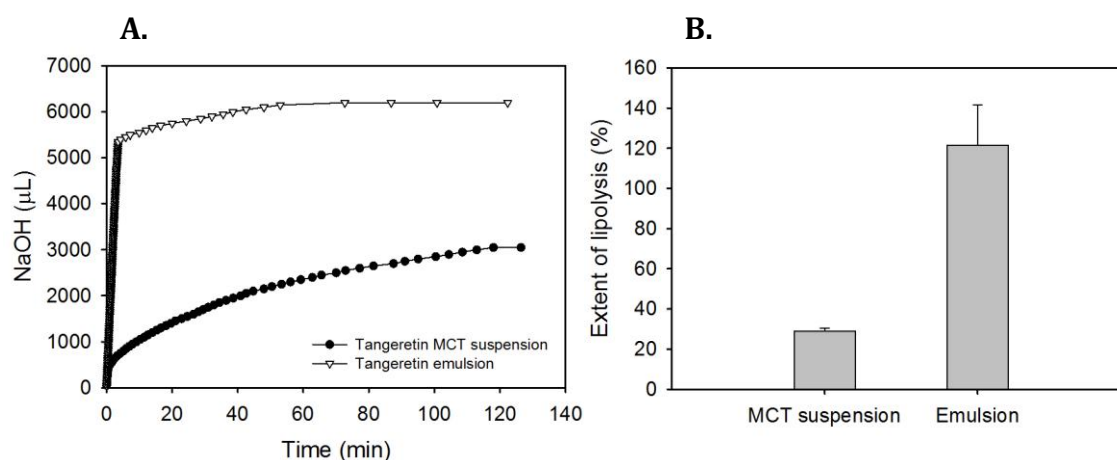 A.
B.
7000
6000
5000
4000
3000
2000
1000
0
NaOH (μL)
0 20 40 60 80 100 120 140
Time (min)
Tangeretin MCT suspension
Tangeretin emulsion
160
140
120
100
80
60
40
20
0
Extent of lipolysis (%)
MCT suspension Emulsion